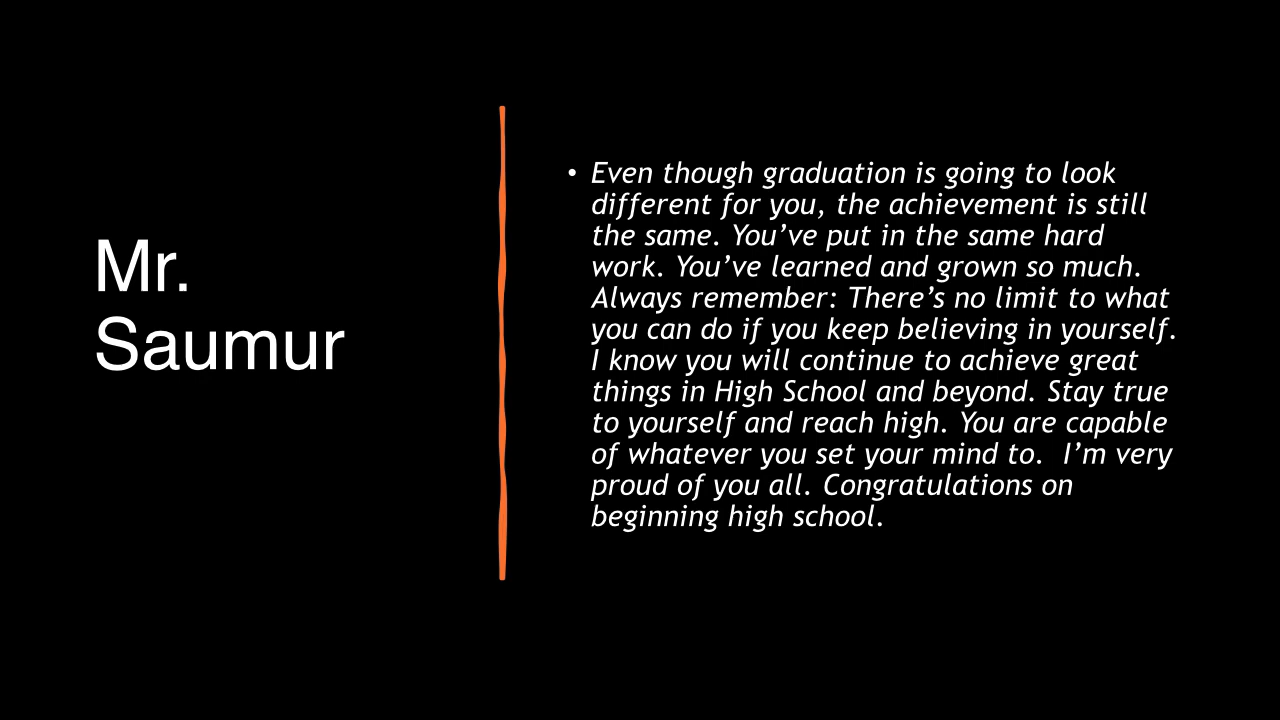 Mr.
Saumur
• Even though graduation is going to look
different for you, the achievement is still
the same. You’ve put in the same hard
work. You’ve learned and grown so much.
Always remember: There’s no limit to what
you can do if you keep believing in yourself.
I know you will continue to achieve great
things in High School and beyond. Stay true
to yourself and reach high. You are capable
of whatever you set your mind to.  I’m very
proud of you all. Congratulations on
beginning high school.